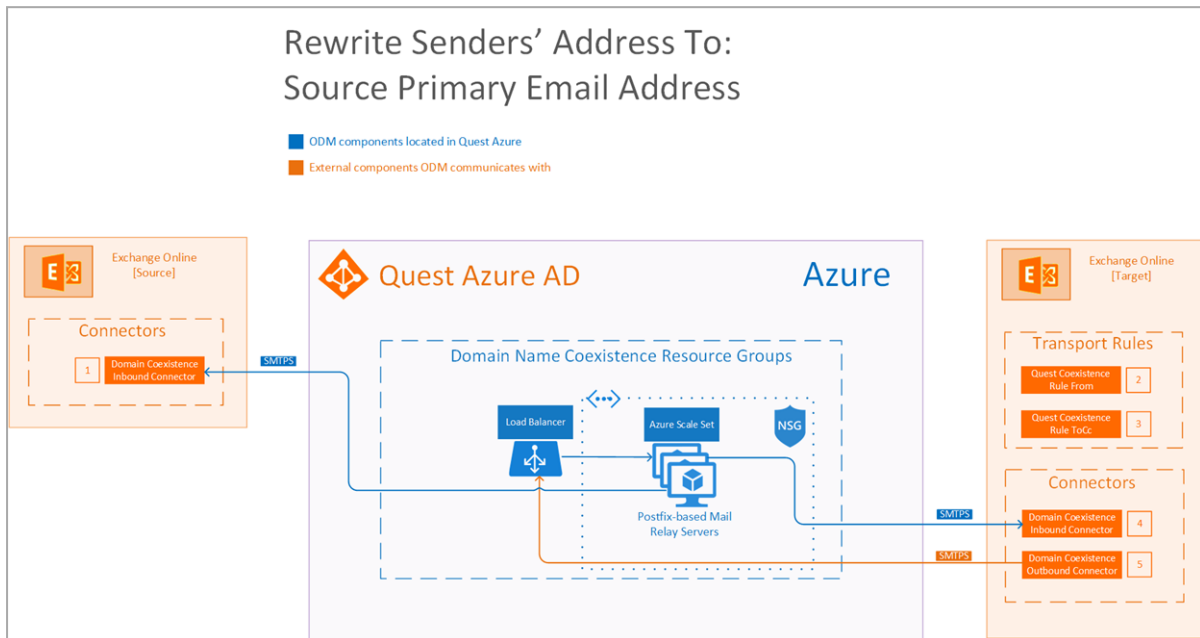 Rewrite Senders’ Address To:
Source Primary Email Address
ODM components located in Quest Azure
External components ODM communicates with
E
Exchange Online
[Source]
Connectors
1
Domain Coexistence
Inbound Connector
SMTPS
Quest Azure AD
Azure
Domain Name Coexistence Resource Groups
Load Balancer
Azure Scale Set
NSG
Postfix-based Mail
Relay Servers
SMTPS
SMTPS
E
Exchange Online
[Target]
Transport Rules
Quest Coexistence
Rule From
2
Quest Coexistence
Rule ToCc
3
Connectors
Domain Coexistence
Inbound Connector
4
Domain Coexistence
Outbound Connector
5